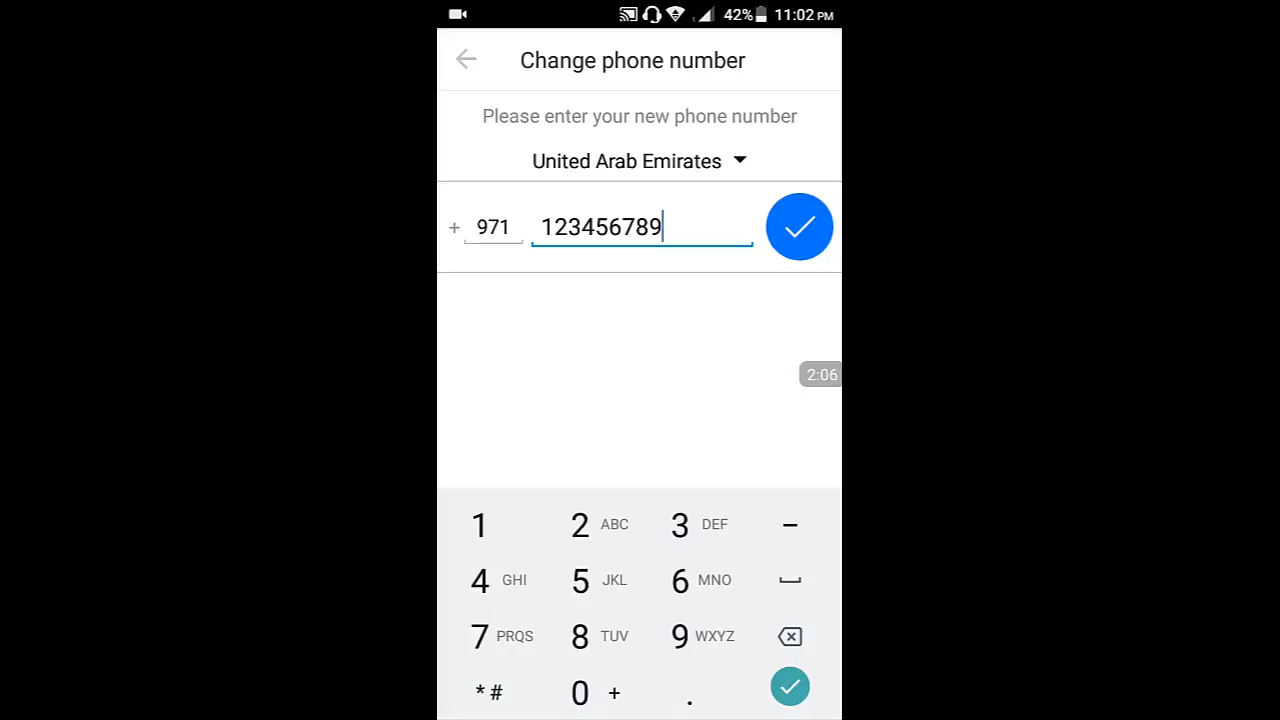 42% 11:02 PM
Change phone number
Please enter your new phone number
United Arab Emirates
+ 971 123456789
2:06
1 2 ABC 3 DEF –
4 GHI 5 JKL 6 MNO
7 PRQS 8 TUV 9 WXYZ
*# 0 + .